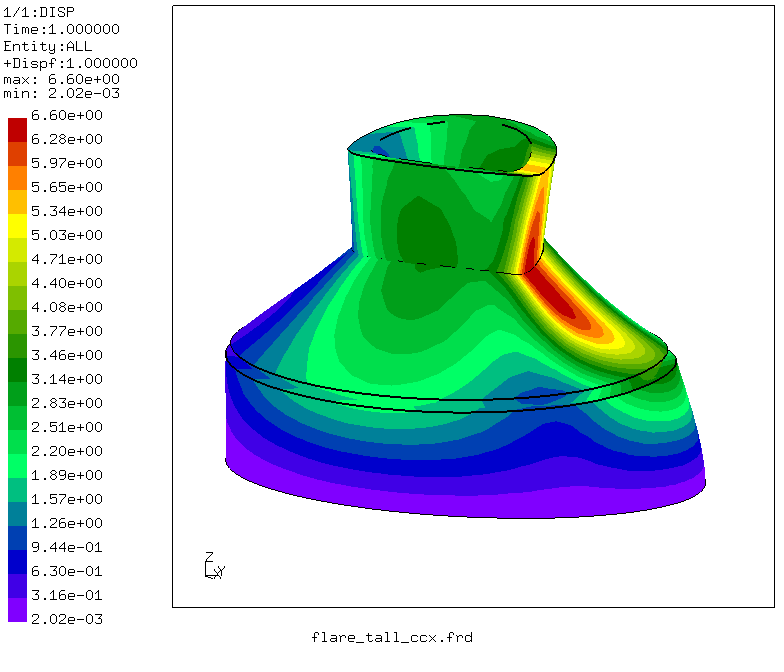 1/1:DISP
Time:1.000000
Entity:ALL
+Dispf:1.000000
max: 6.60e+00
min: 2.02e-03
6.60e+00
6.28e+00
5.97e+00
5.65e+00
5.34e+00
5.03e+00
4.71e+00
4.40e+00
4.08e+00
3.77e+00
3.46e+00
3.14e+00
2.83e+00
2.51e+00
2.20e+00
1.89e+00
1.57e+00
1.26e+00
9.44e-01
6.30e-01
3.16e-01
2.02e-03
Z
XY
flare_tall_ccx.frd